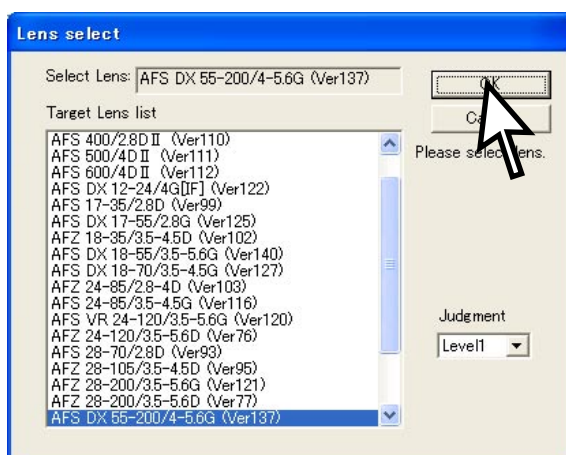 Lens select
Select Lens: AFS DX 55-200/4-5.6G (Ver137)
OK
Target Lens list
AFS 400/2.8DⅡ (Ver110)
AFS 500/4DⅡ (Ver111)
AFS 600/4DⅡ (Ver112)
AFS DX 12-24/4G[IF] (Ver122)
AFS 17-35/2.8D (Ver99)
AFS DX 17-55/2.8G (Ver125)
AFZ 18-35/3.5-4.5D (Ver102)
AFS DX 18-55/3.5-5.6G (Ver140)
AFS DX 18-70/3.5-4.5G (Ver127)
AFZ 24-85/2.8-4D (Ver103)
AFS 24-85/3.5-4.5G (Ver116)
AFS VR 24-120/3.5-5.6G (Ver120)
AFZ 24-120/3.5-5.6D (Ver76)
AFS 28-70/2.8D (Ver93)
AFZ 28-105/3.5-4.5D (Ver95)
AFZ 28-200/3.5-5.6G (Ver121)
AFZ 28-200/3.5-5.6D (Ver77)
AFS DX 55-200/4-5.6G (Ver137)
Please select lens.
Judgment
Level1